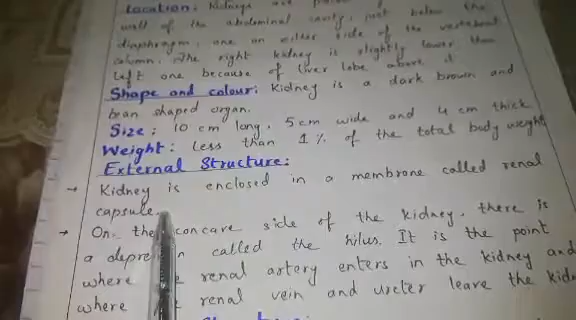 Location: Kidneys are
wall of the abdominal cavity, just below the
diaphragm, one on either side of the vertebral
column. The right kidney is slightly lower than
left one because of liver lobe above it
Shape and colour: Kidney is a dark brown and
bean shaped organ.
Size: 10 cm long, 5 cm wide and 4 cm thick
Weight: Less than 1% of the total body weight
External Structure:
→ Kidney is enclosed in a membrane called renal
capsule.
→ On the concave side of the kidney, there is
a called the hilus. It is the point
where renal artery enters in the kidney and
where renal vein and ureter leave the